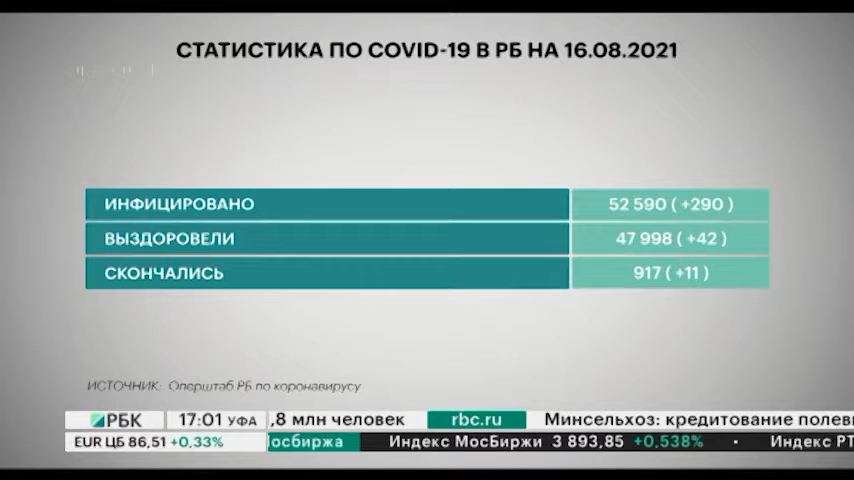 СТАТИСТИКА ПО COVID-19 В РБ НА 16.08.2021
ИНФИЦИРОВАНО 52 590 ( +290 )
ВЫЗДОРОВЕЛИ 47 998 ( +42 )
СКОНЧАЛИСЬ 917 ( +11 )
ИСТОЧНИК: Оперштаб РБ по коронавирусу
РБК 17:01 УФА ,8 млн человек rbc.ru Минсельхоз: кредитование полев
EUR ЦБ 86,51 +0,33% осбиржа Индекс МосБиржи 3 893,85 +0,538% • Индекс РТ